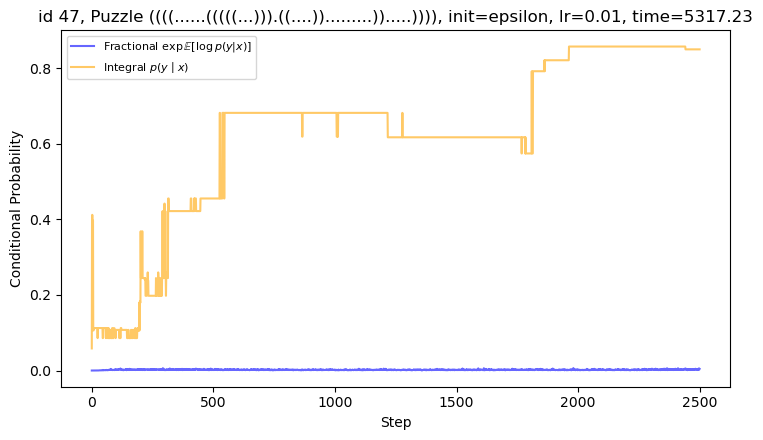 id 47, Puzzle ((((......(((((...))).((....)).........)).....)))), init=epsilon, lr=0.01, time=5317.23
Fractional exp𝔼[log p(y|x)]
Integral p(y | x)
Conditional Probability
0.8
0.6
0.4
0.2
0.0
0
500
1000
1500
2000
2500
Step